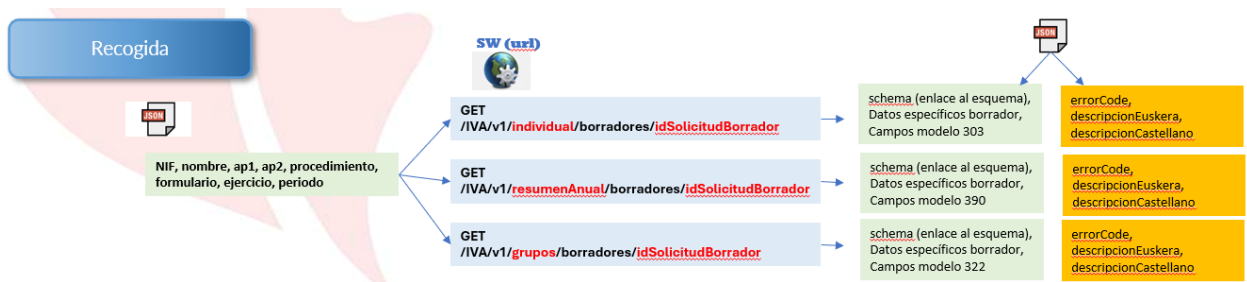 Recogida
SW (url)
JSON
JSON
NIF, nombre, ap1, ap2, procedimiento,
formulario, ejercicio, periodo
GET
/IVA/v1/individual/borradores/idSolicitudBorrador
schema (enlace al esquema),
Datos específicos borrador,
Campos modelo 303
errorCode,
descripcionEuskera,
descripcionCastellano
GET
/IVA/v1/resumenAnual/borradores/idSolicitudBorrador
schema (enlace al esquema),
Datos específicos borrador,
Campos modelo 390
errorCode,
descripcionEuskera,
descripcionCastellano
GET
/IVA/v1/grupos/borradores/idSolicitudBorrador
schema (enlace al esquema),
Datos específicos borrador,
Campos modelo 322
errorCode,
descripcionEuskera,
descripcionCastellano